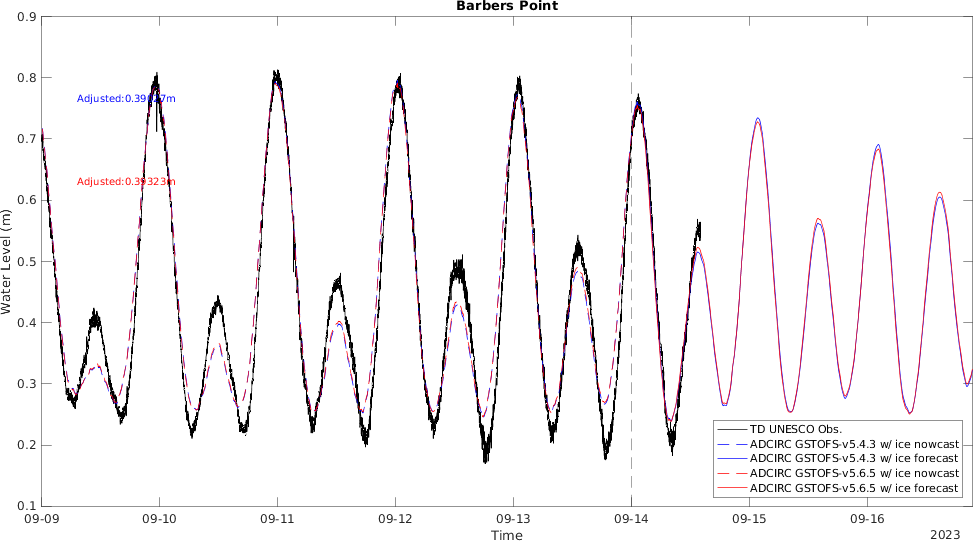 Barbers Point
0.9
0.8
0.7
0.6
0.5
0.4
0.3
0.2
0.1
Water Level (m)
Adjusted:0.39323m
09-09
09-10
09-11
09-12
09-13
09-14
09-15
09-16
Time
2023
TD UNESCO Obs.
ADCIRC GSTOFS-v5.4.3 w/ ice nowcast
ADCIRC GSTOFS-v5.4.3 w/ ice forecast
ADCIRC GSTOFS-v5.6.5 w/ ice nowcast
ADCIRC GSTOFS-v5.6.5 w/ ice forecast